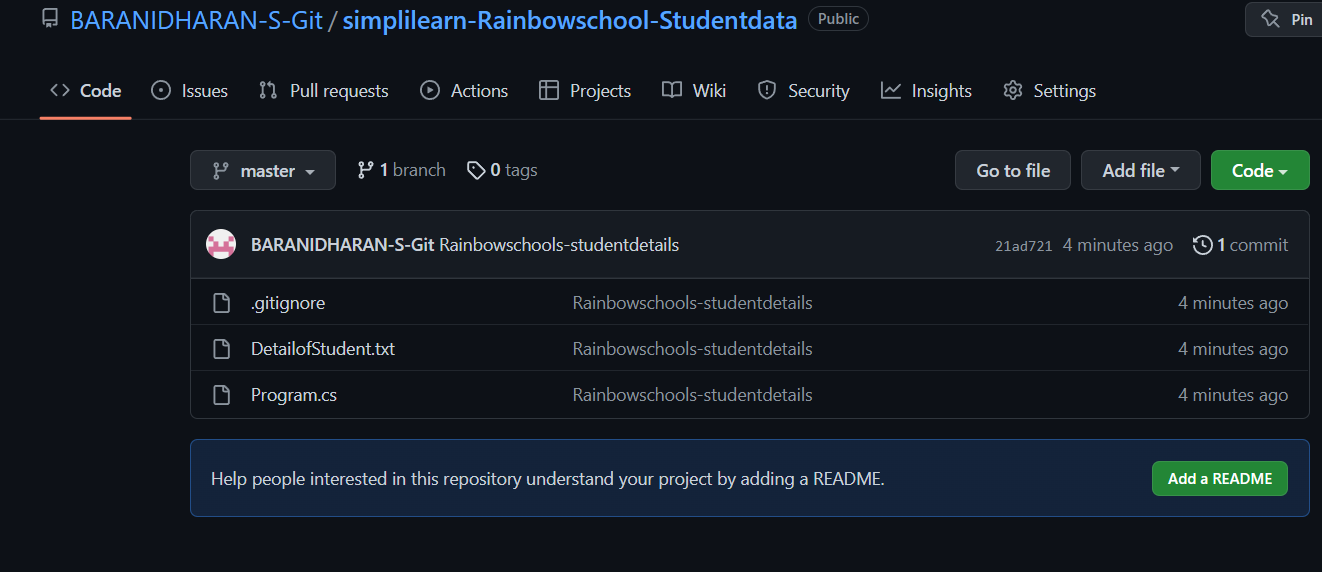 BARANIDHARAN-S-Git / simplilearn-Rainbowschool-Studentdata Public Pin
Code Issues Pull requests Actions Projects Wiki Security Insights Settings
master 1 branch 0 tags Go to file Add file Code
BARANIDHARAN-S-Git Rainbowschools-studentdetails 21ad721 4 minutes ago 1 commit
.gitignore Rainbowschools-studentdetails 4 minutes ago
DetailofStudent.txt Rainbowschools-studentdetails 4 minutes ago
Program.cs Rainbowschools-studentdetails 4 minutes ago
Help people interested in this repository understand your project by adding a README. Add a README